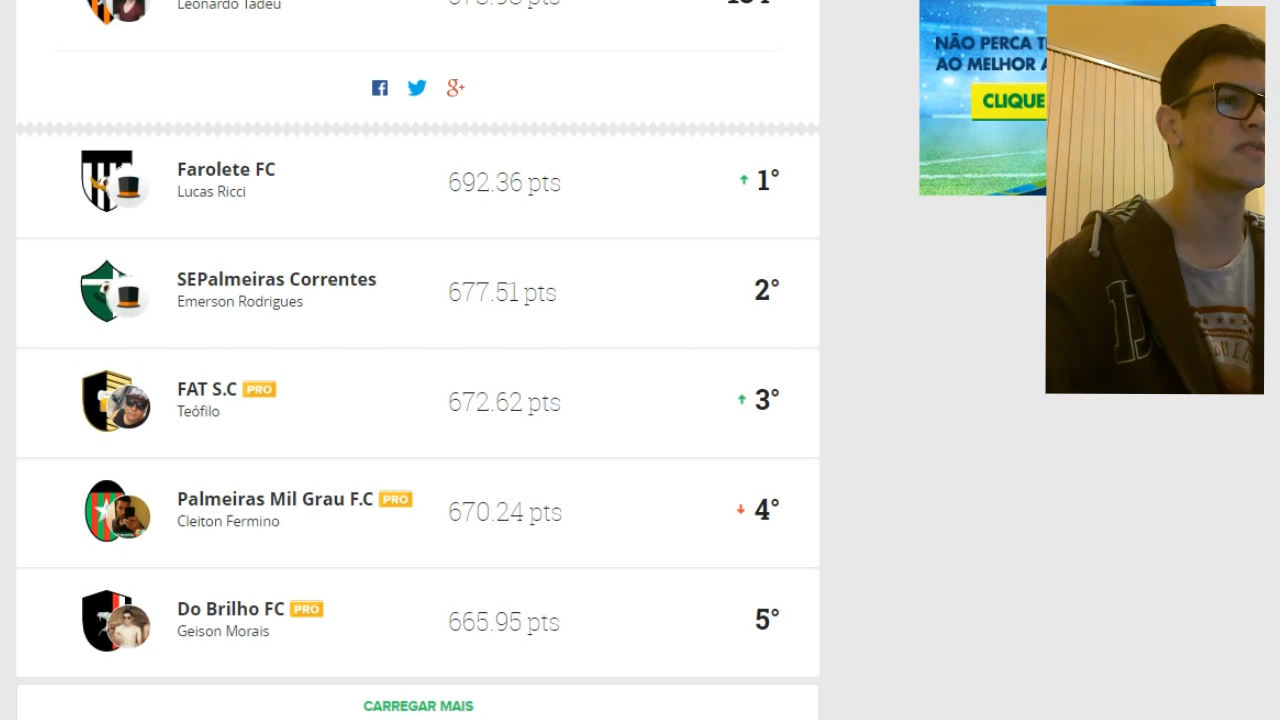 Leonardo Tadeu
NÃO PERCA
AO MELHOR
CLIQUE
Farolete FC
Lucas Ricci
692.36 pts
1°
SEPalmeiras Correntes
Emerson Rodrigues
677.51 pts
2°
FAT S.C PRO
Teófilo
672.62 pts
3°
Palmeiras Mil Grau F.C PRO
Cleiton Fermino
670.24 pts
4°
Do Brilho FC PRO
Geison Morais
665.95 pts
5°
CARREGAR MAIS